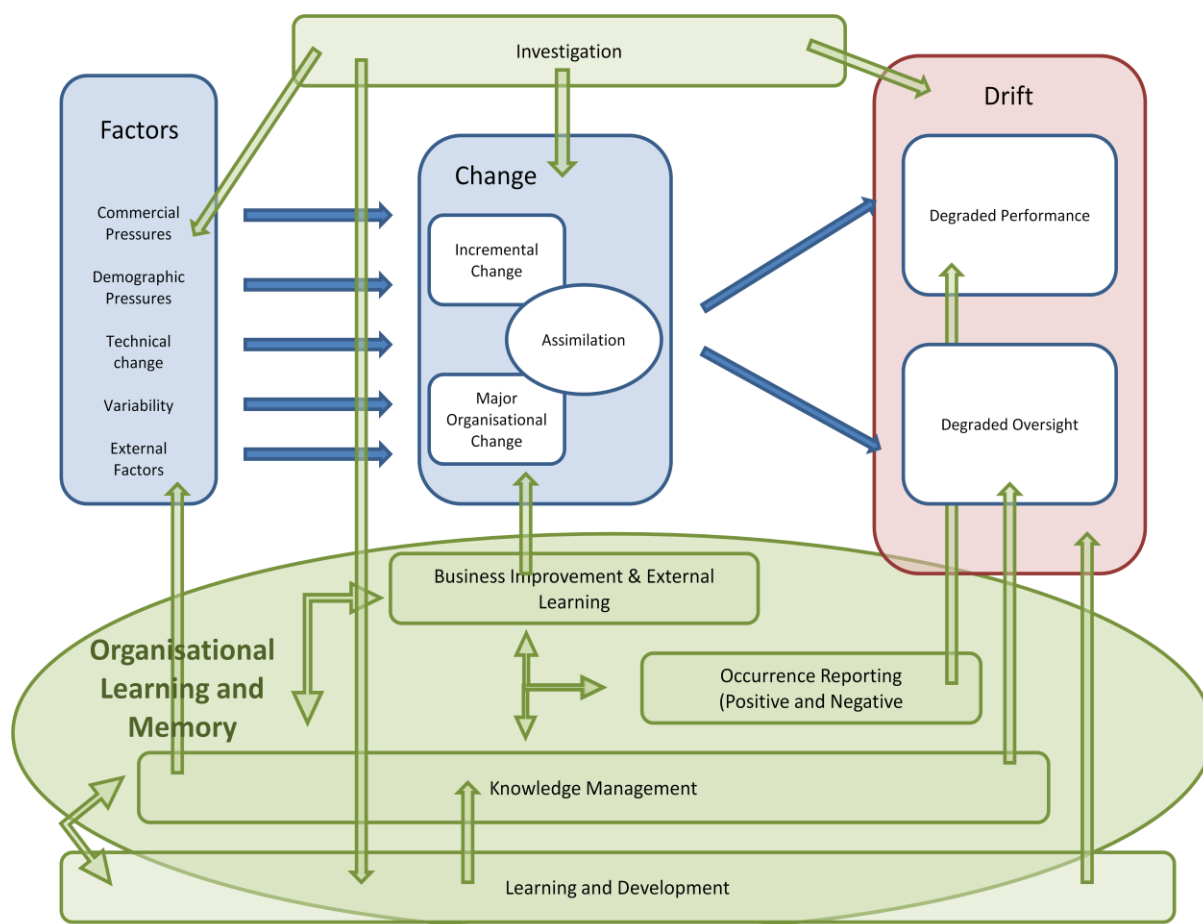 Investigation
Factors
Commercial
Pressures
Demographic
Pressures
Technical
change
Variability
External
Factors
Change
Incremental
Change
Assimilation
Major
Organisational
Change
Drift
Degraded Performance
Degraded Oversight
Organisational
Learning and
Memory
Business Improvement & External
Learning
Occurrence Reporting
(Positive and Negative
Knowledge Management
Learning and Development